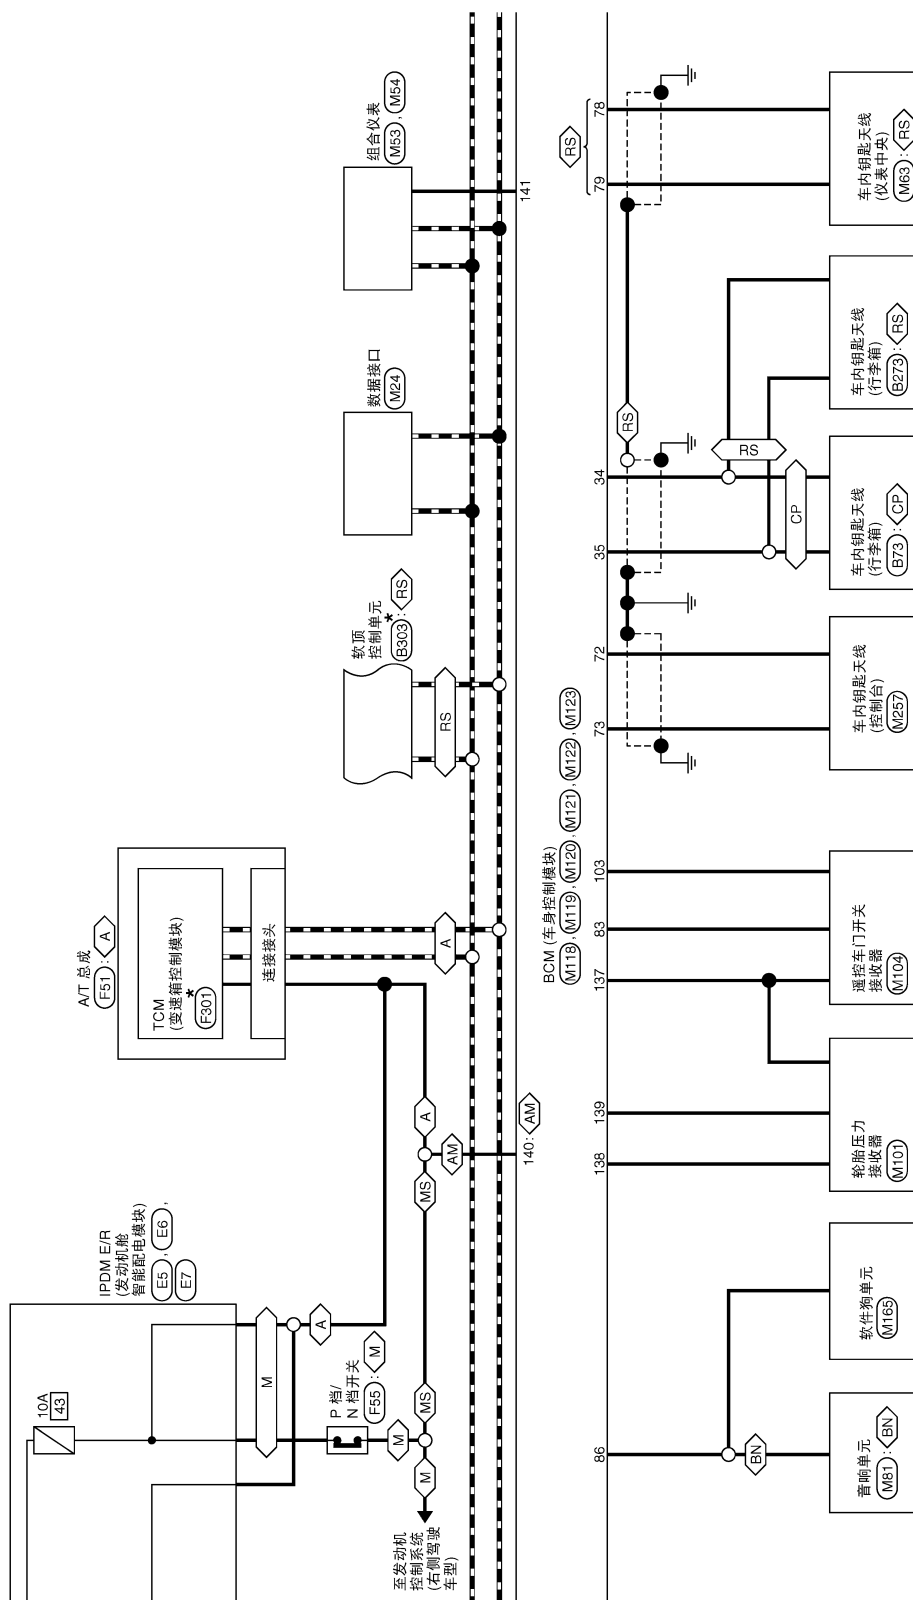 10A
43
IPDM E/R
(发动机舱
智能配电模块)
E5 , E6 ,
E7
M
A
P 档/
N 档开关
F55 : M
M
MS
M
至发动机
控制系统
(右侧驾驶
车型)
A/T 总成
F51 : A
TCM
(变速箱控制模块)
*
F301
连接接头
A
A
MS
AM
140: AM
软顶
控制单元
*
B303 : RS
RS
数据接口
M24
组合仪表
M53 , M54
141
BCM (车身控制模块)
M118 , M119 , M120 , M121 , M122 , M123
86
138
139
137
83
103
73
72
35
34
79
78
RS
RS
RS
CP
BN
音响单元
M81 : BN
软件狗单元
M165
轮胎压力
接收器
M101
遥控车门开关
接收器
M104
车内钥匙天线
(控制台)
M257
车内钥匙天线
(行李箱)
B73 : CP
车内钥匙天线
(行李箱)
B273 : RS
车内钥匙天线
(仪表中央)
M63 : RS